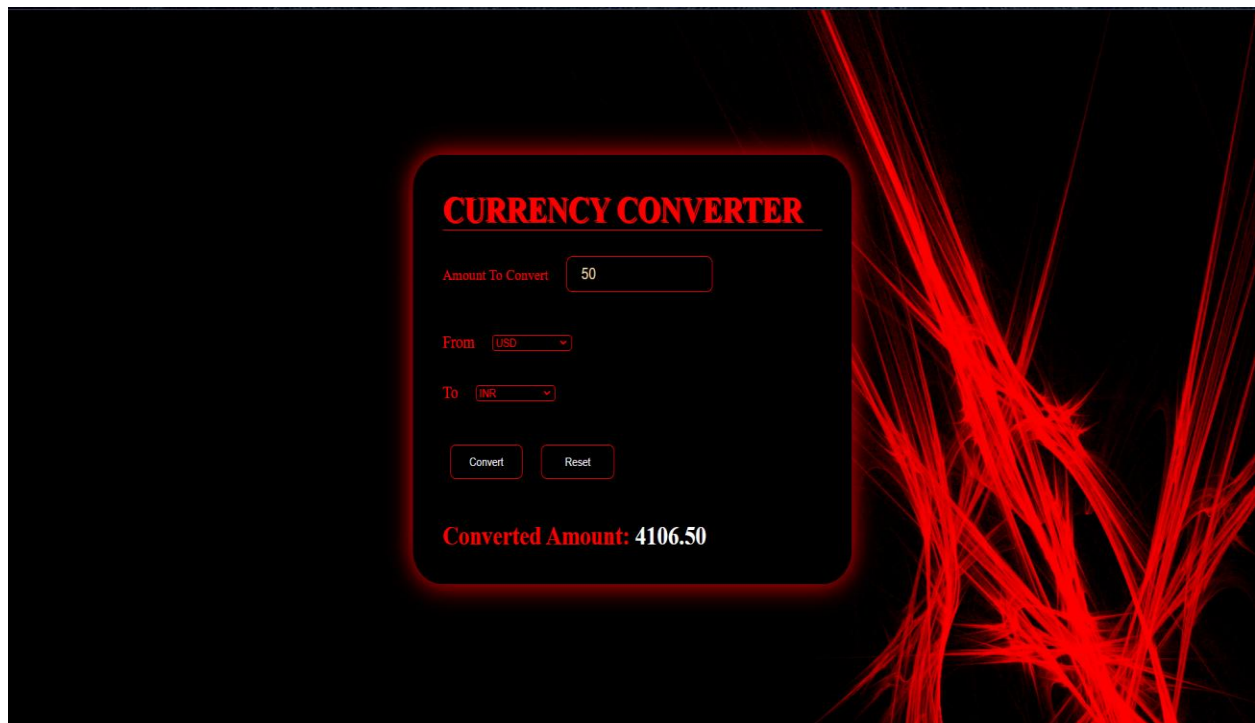 CURRENCY CONVERTER
Amount To Convert 50
From USD
To INR
Convert Reset
Converted Amount: 4106.50